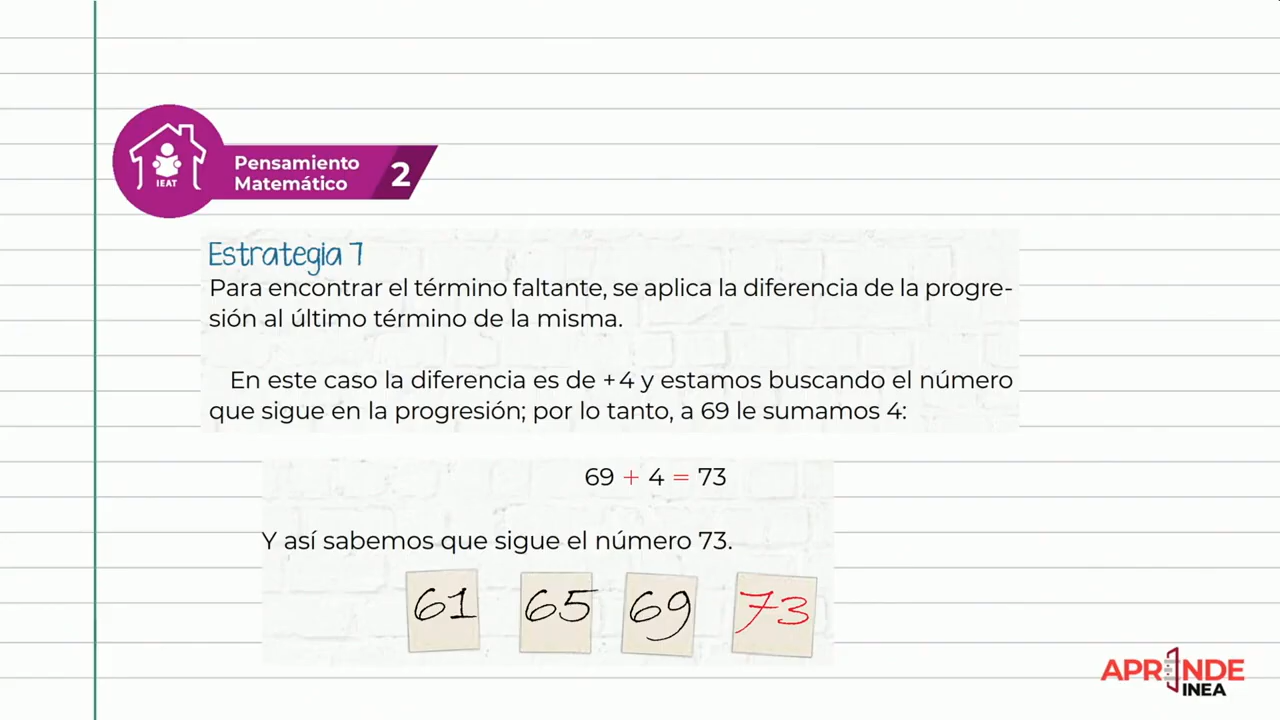 IEAT
Pensamiento
Matemático
2
Estrategia 7
Para encontrar el término faltante, se aplica la diferencia de la progre-
sión al último término de la misma.
En este caso la diferencia es de +4 y estamos buscando el número
que sigue en la progresión; por lo tanto, a 69 le sumamos 4:
69 + 4 = 73
Y así sabemos que sigue el número 73.
61 65 69 73
APRENDE
INEA